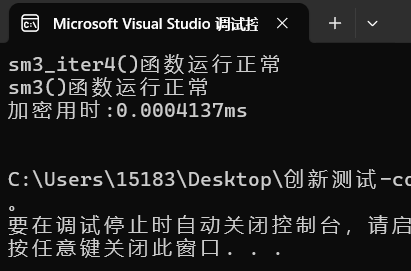 Microsoft Visual Studio 调试控
sm3_iter4()函数运行正常
sm3()函数运行正常
加密用时:0.0004137ms
C:\Users\15183\Desktop\创新测试-co
。
要在调试停止时自动关闭控制台，请启
按任意键关闭此窗口. . .